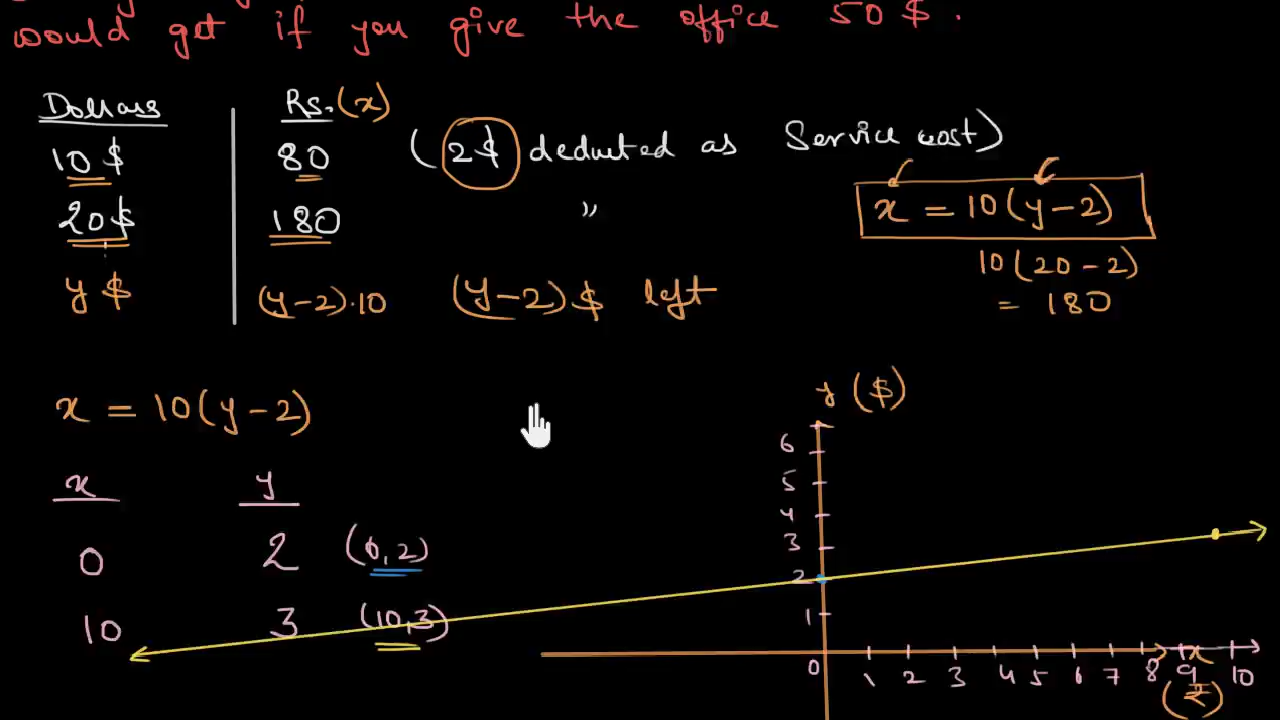 would get if you give the office 50 $.
Dollars Rs. (x)
10 $ 80 (2$ deducted as Service cost)
20$ 180 "
x = 10(y-2)
10(20-2)
= 180
y $ (y-2).10 (y-2)$ left
x = 10(y-2)
x y
0 2 (0,2)
10 3 (10,3)
y ($)
6
5
4
3
2
1
0 1 2 3 4 5 6 7 8 9 10
x
(₹)